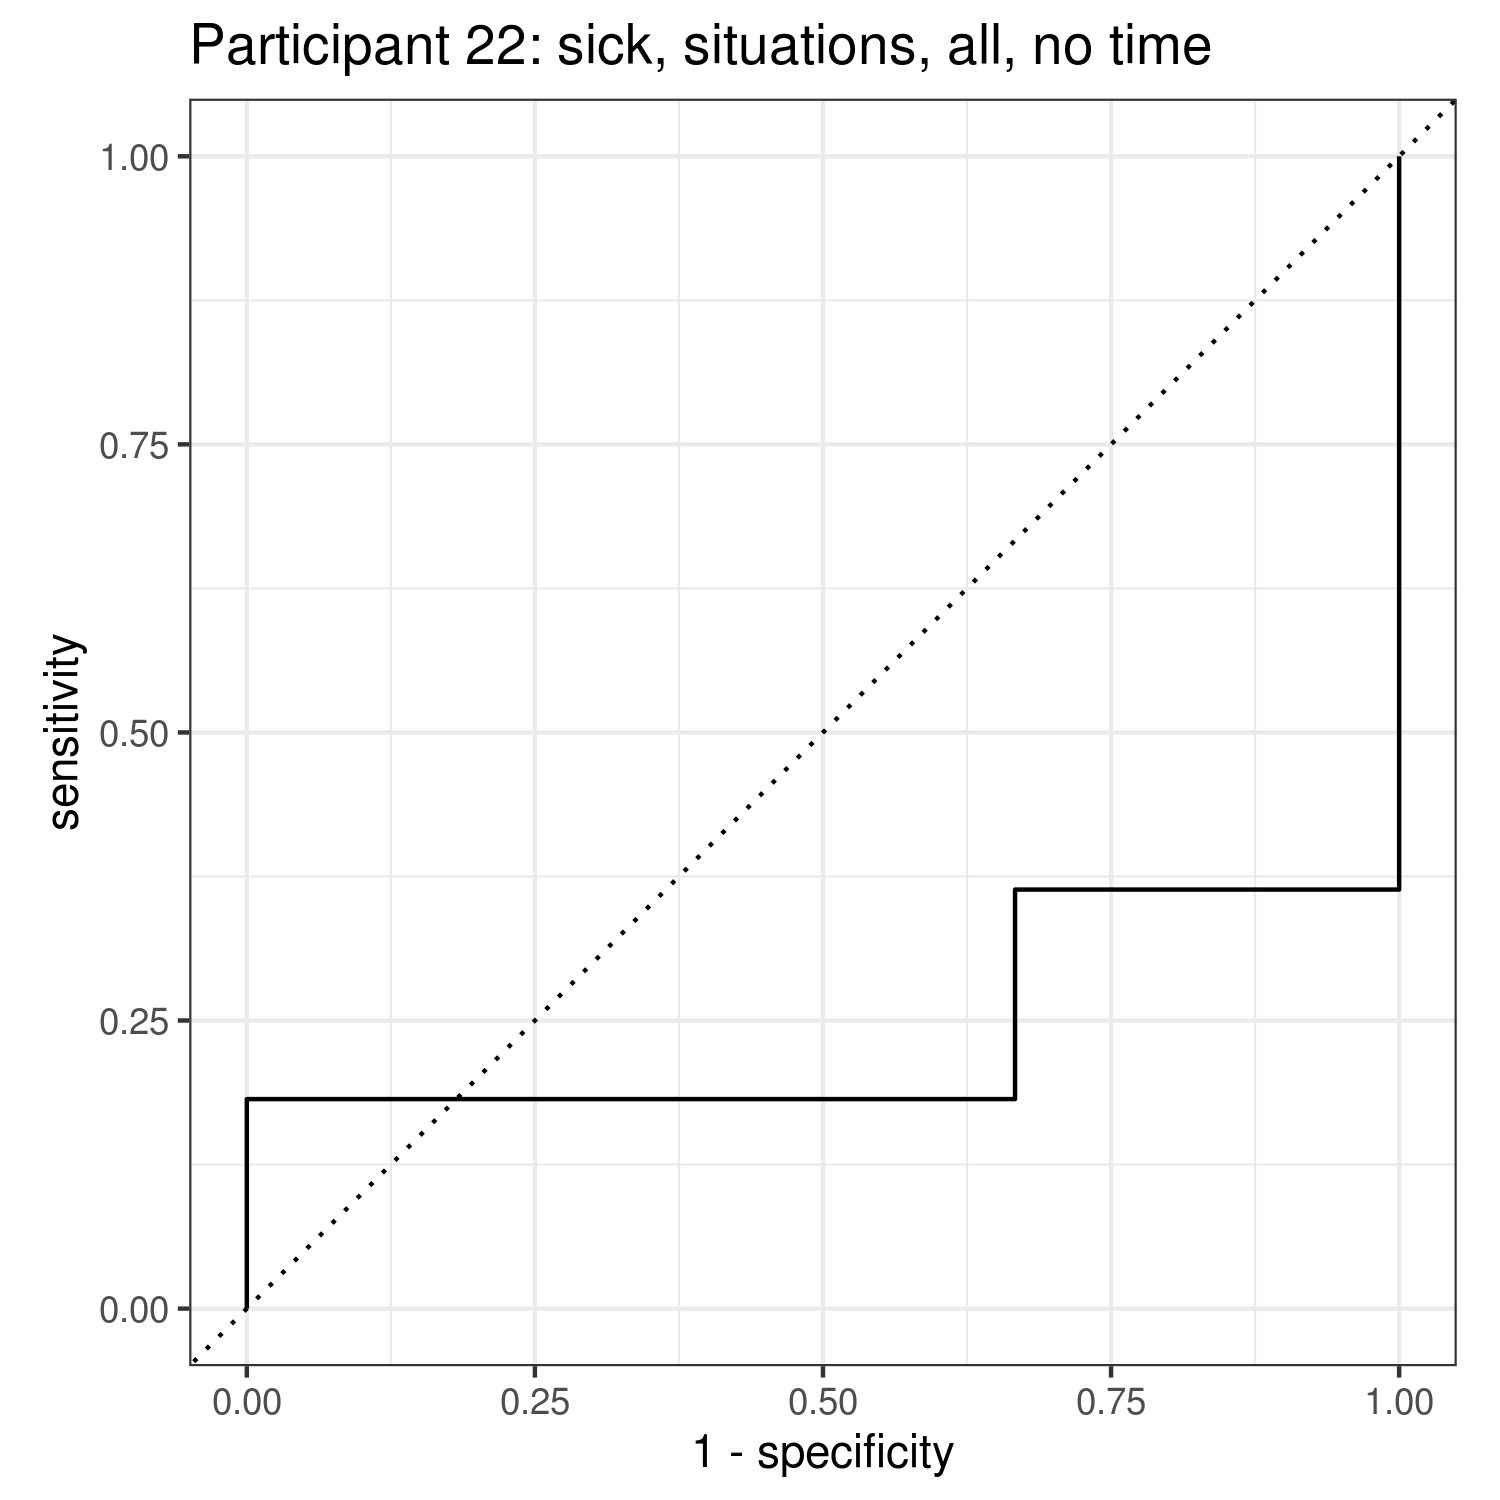 Participant 22: sick, situations, all, no time
1.00
0.75
0.50
0.25
0.00
sensitivity
0.00 0.25 0.50 0.75 1.00
1 - specificity